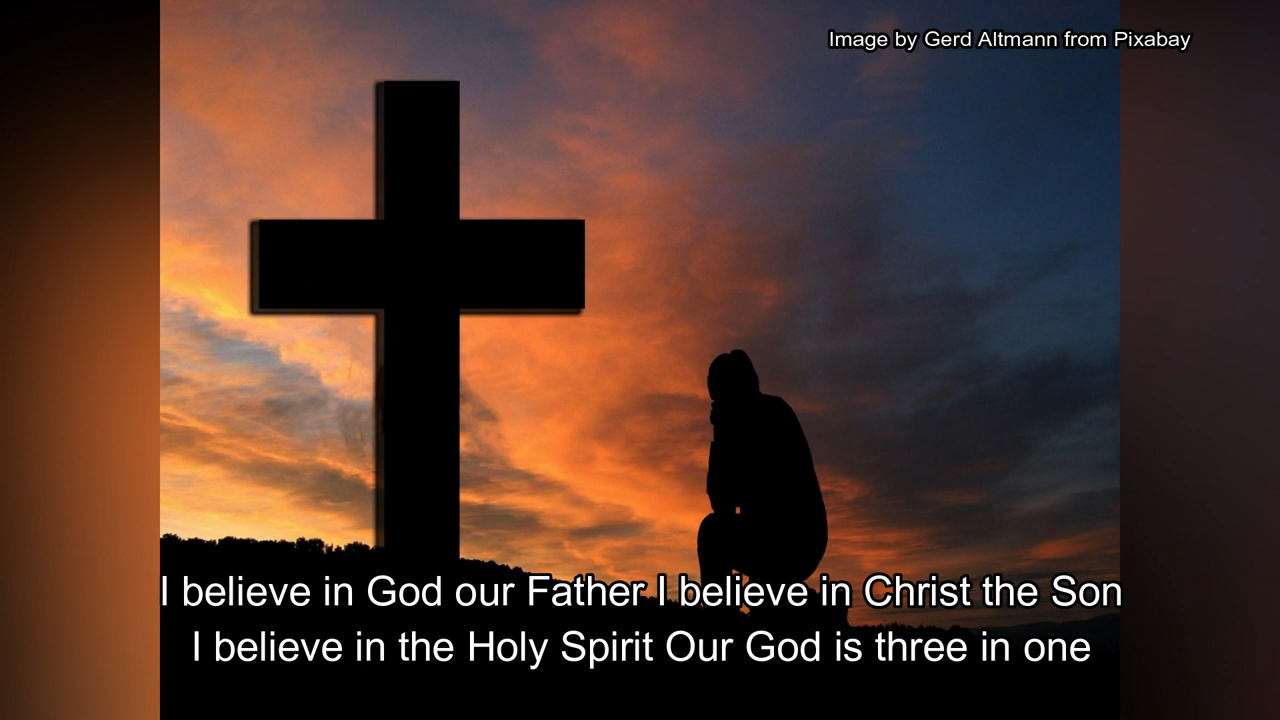 Image by Gerd Altmann from Pixabay
I believe in God our Father I believe in Christ the Son
I believe in the Holy Spirit Our God is three in one